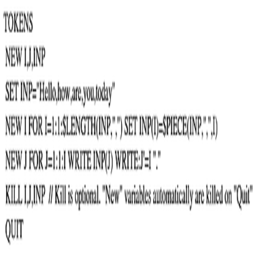 TOKENS
NEW I,J,INP
SET INP="Hello,how,are,you,today"
NEW I FOR I=1:1:$LENGTH(INP,",") SET INP(I)=$PIECE(INP,",",I)
NEW J FOR J=1:1:I WRITE INP(J) WRITE:J'=I "."
KILL I,J,INP // Kill is optional. "New" variables automatically are killed on "Quit"
QUIT